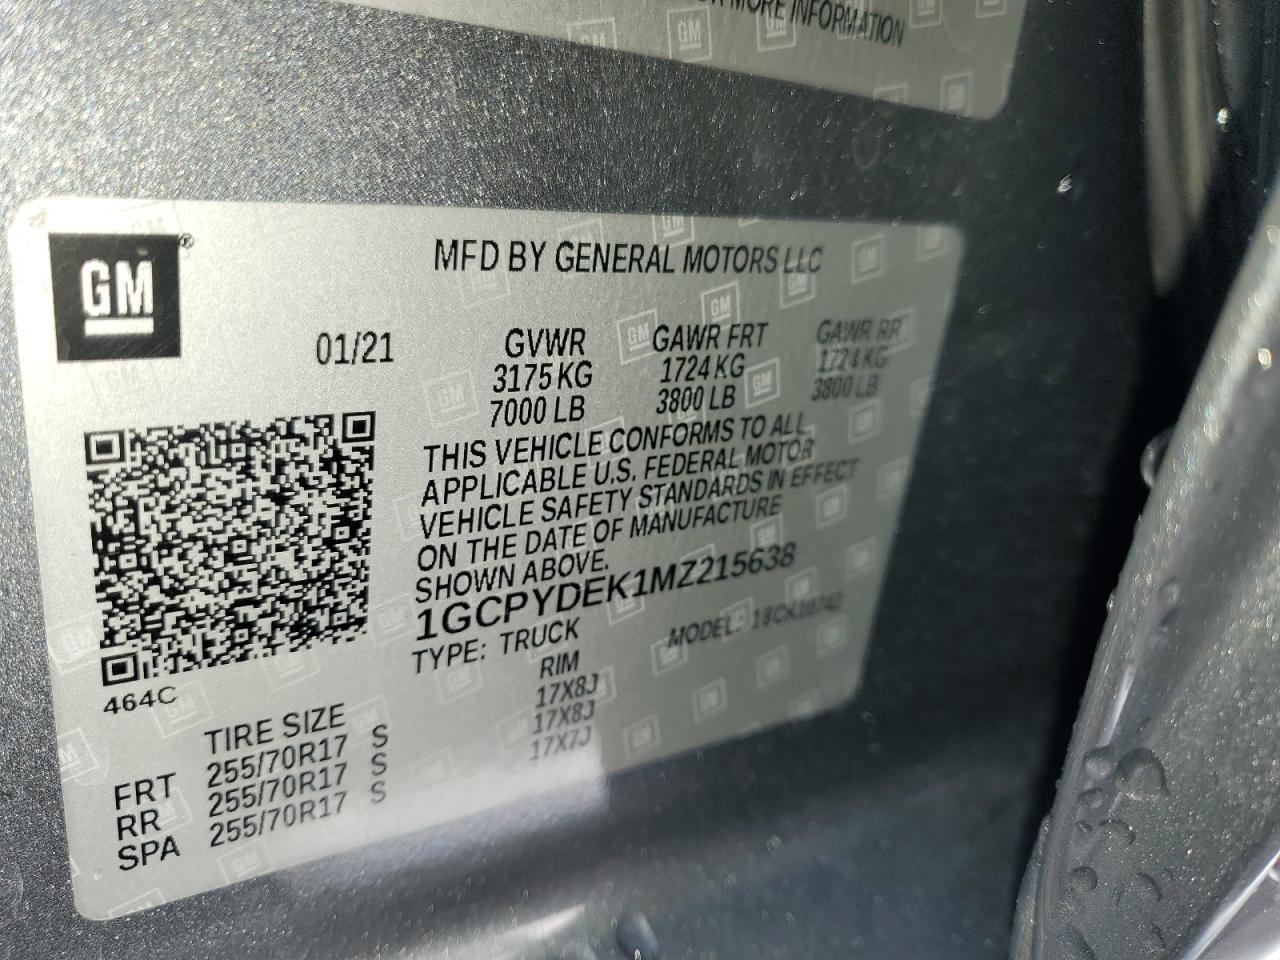 FOR MORE INFORMATION
GM®
MFD BY GENERAL MOTORS LLC
01/21 GVWR GAWR FRT GAWR RR
3175 KG 1724 KG 1724 KG
7000 LB 3800 LB 3800 LB
THIS VEHICLE CONFORMS TO ALL
APPLICABLE U.S. FEDERAL MOTOR
VEHICLE SAFETY STANDARDS IN EFFECT
ON THE DATE OF MANUFACTURE
SHOWN ABOVE.
1GCPYDEK1MZ215638
TYPE: TRUCK MODEL:
464C
TIRE SIZE RIM
FRT 255/70R17 S 17X8J
RR 255/70R17 S 17X8J
SPA 255/70R17 S 17X7J